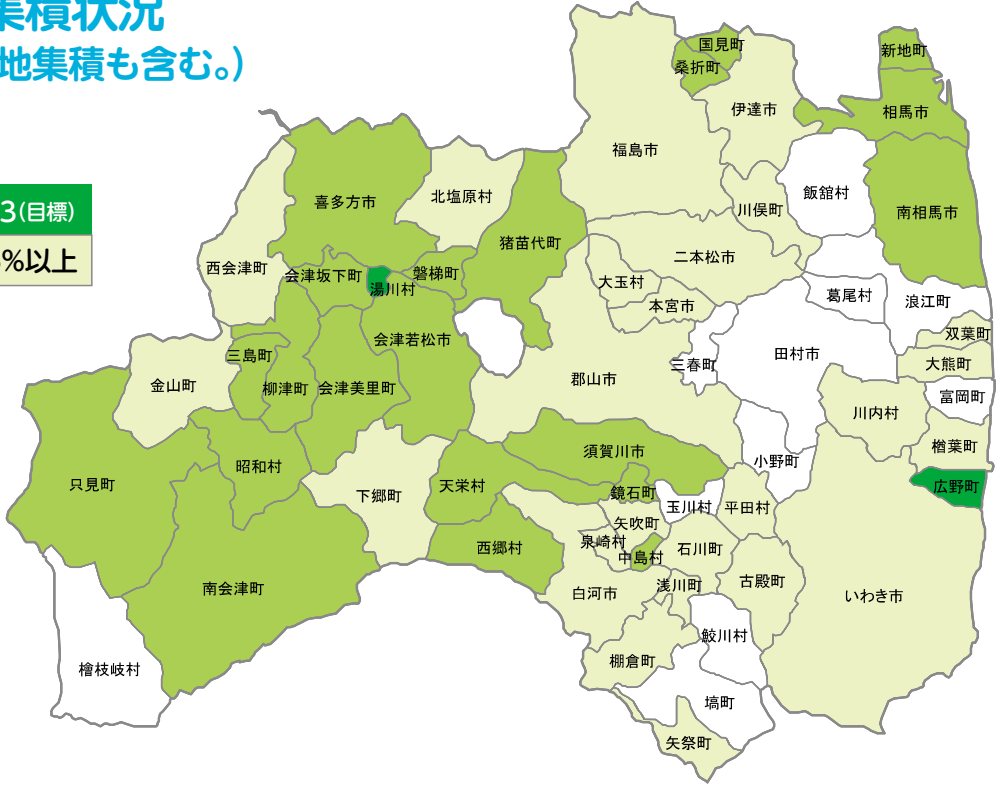 集積状況
地集積も含む。)
3(目標)
%以上
国見町
桑折町
新地町
相馬市
伊達市
福島市
飯舘村
川俣町
南相馬市
喜多方市
北塩原村
猪苗代町
二本松市
西会津町
会津坂下町
湯川村
磐梯町
大玉村
本宮市
葛尾村
浪江町
双葉町
会津若松市
三島町
柳津町
会津美里町
金山町
郡山市
三春町
田村市
大熊町
富岡町
川内村
楢葉町
只見町
昭和村
下郷町
天栄村
須賀川市
小野町
広野町
鏡石町
玉川村
平田村
矢吹町
泉崎村
中島村
石川町
西郷村
南会津町
白河市
浅川町
古殿町
いわき市
鮫川村
檜枝岐村
棚倉町
塙町
矢祭町